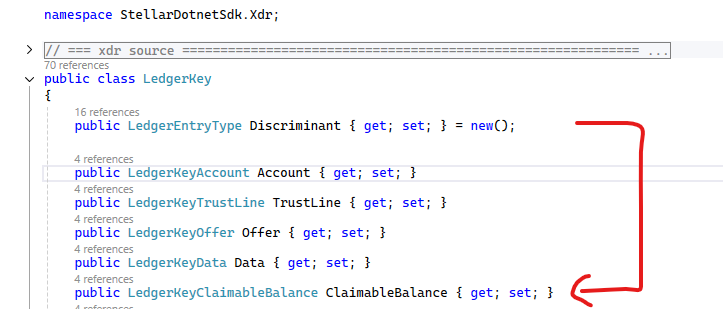 namespace StellarDotnetSdk.Xdr;
// === xdr source ============================================================ ...
70 references
public class LedgerKey
{
16 references
public LedgerEntryType Discriminant { get; set; } = new();
4 references
public LedgerKeyAccount Account { get; set; }
4 references
public LedgerKeyTrustLine TrustLine { get; set; }
4 references
public LedgerKeyOffer Offer { get; set; }
4 references
public LedgerKeyData Data { get; set; }
4 references
public LedgerKeyClaimableBalance ClaimableBalance { get; set; }
4 references